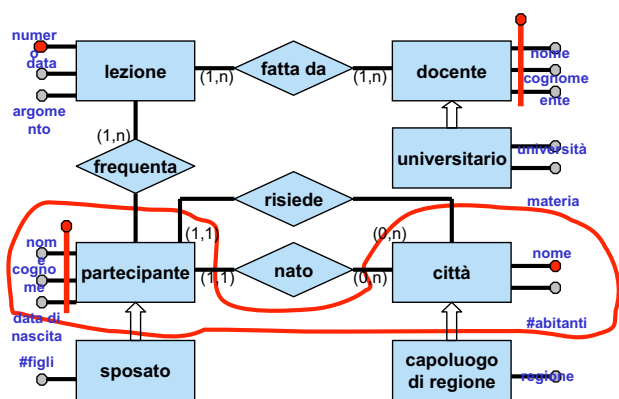 numer
o
data
argome
nto
lezione
(1,n)
fatta da
(1,n)
docente
nome
cognome
ente
(1,n)
frequenta
universitario
università
materia
risiede
(1,1)
(0,n)
nom
e
cogno
me
data di
nascita
partecipante
(1,1)
nato
(0,n)
città
nome
#abitanti
#figli
sposato
capoluogo
di regione
regione